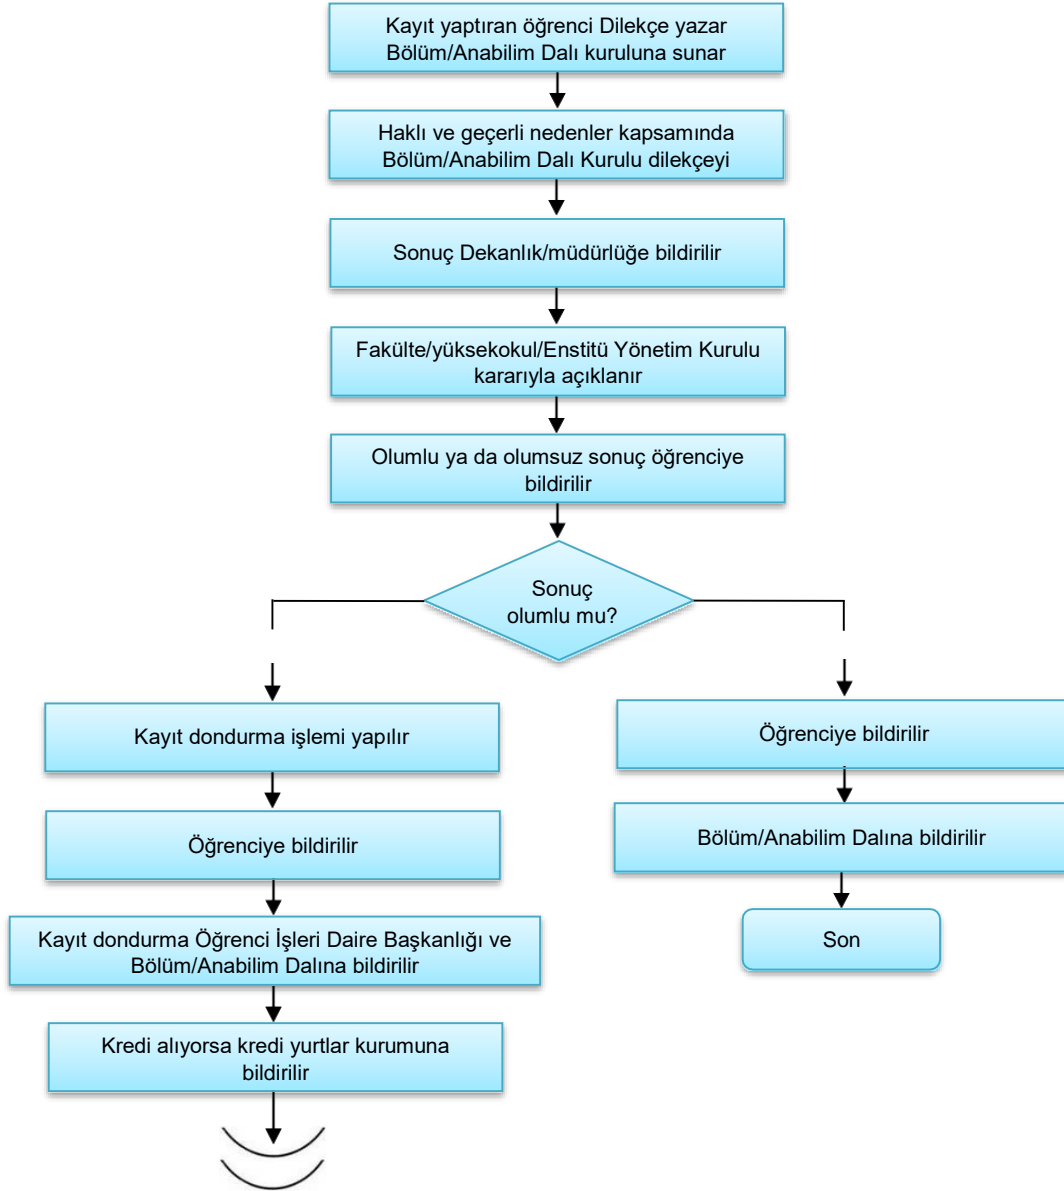 Kayıt yaptıran öğrenci Dilekçe yazar
Bölüm/Anabilim Dalı kuruluna sunar
Haklı ve geçerli nedenler kapsamında
Bölüm/Anabilim Dalı Kurulu dilekçeyi
Sonuç Dekanlık/müdürlüğe bildirilir
Fakülte/yüksekokul/Enstitü Yönetim Kurulu
kararıyla açıklanır
Olumlu ya da olumsuz sonuç öğrenciye
bildirilir
Sonuç
olumlu mu?
Kayıt dondurma işlemi yapılır
Öğrenciye bildirilir
Kayıt dondurma Öğrenci İşleri Daire Başkanlığı ve
Bölüm/Anabilim Dalına bildirilir
Kredi alıyorsa kredi yurtlar kurumuna
bildirilir
Öğrenciye bildirilir
Bölüm/Anabilim Dalına bildirilir
Son